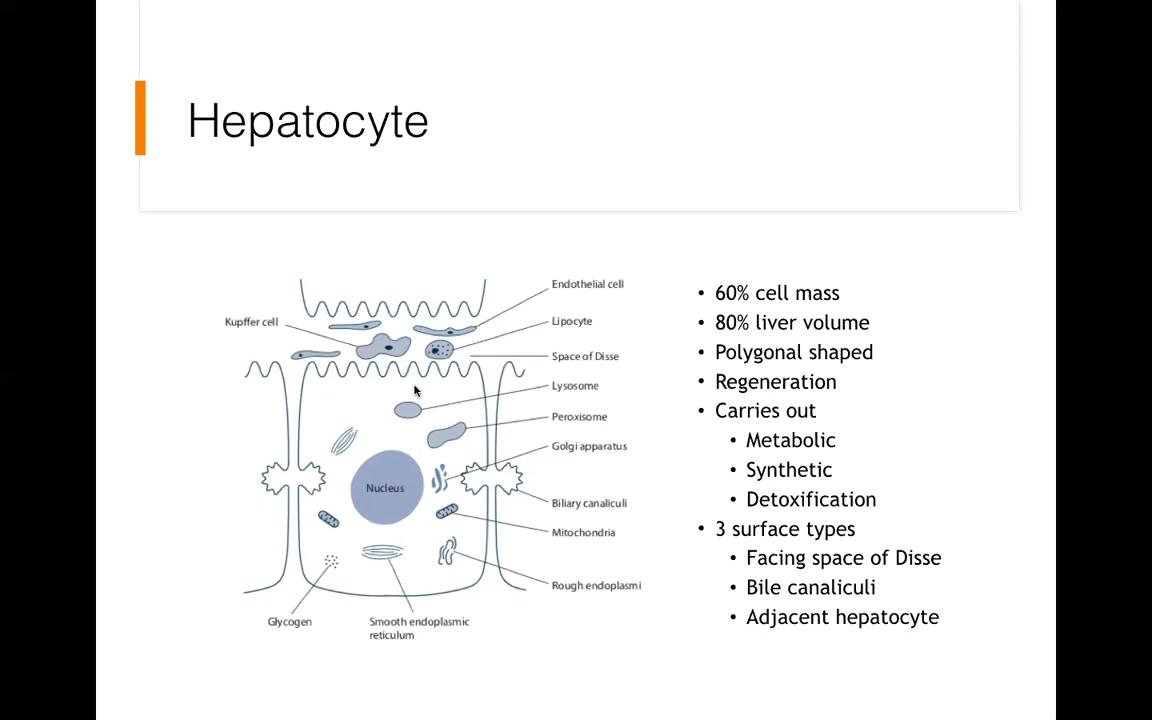 Hepatocyte
Endothelial cell
Kupffer cell
Lipocyte
Space of Disse
Lysosome
Peroxisome
Golgi apparatus
Nucleus
Biliary canaliculi
Mitochondria
Rough endoplasmi
Glycogen
Smooth endoplasmic
reticulum
• 60% cell mass
• 80% liver volume
• Polygonal shaped
• Regeneration
• Carries out
• Metabolic
• Synthetic
• Detoxification
• 3 surface types
• Facing space of Disse
• Bile canaliculi
• Adjacent hepatocyte